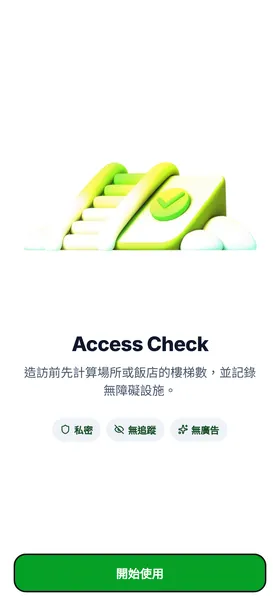 Access Check
造訪前先計算場所或飯店的樓梯數，並記錄
無障礙設施。
私密
無追蹤
無廣告
開始使用